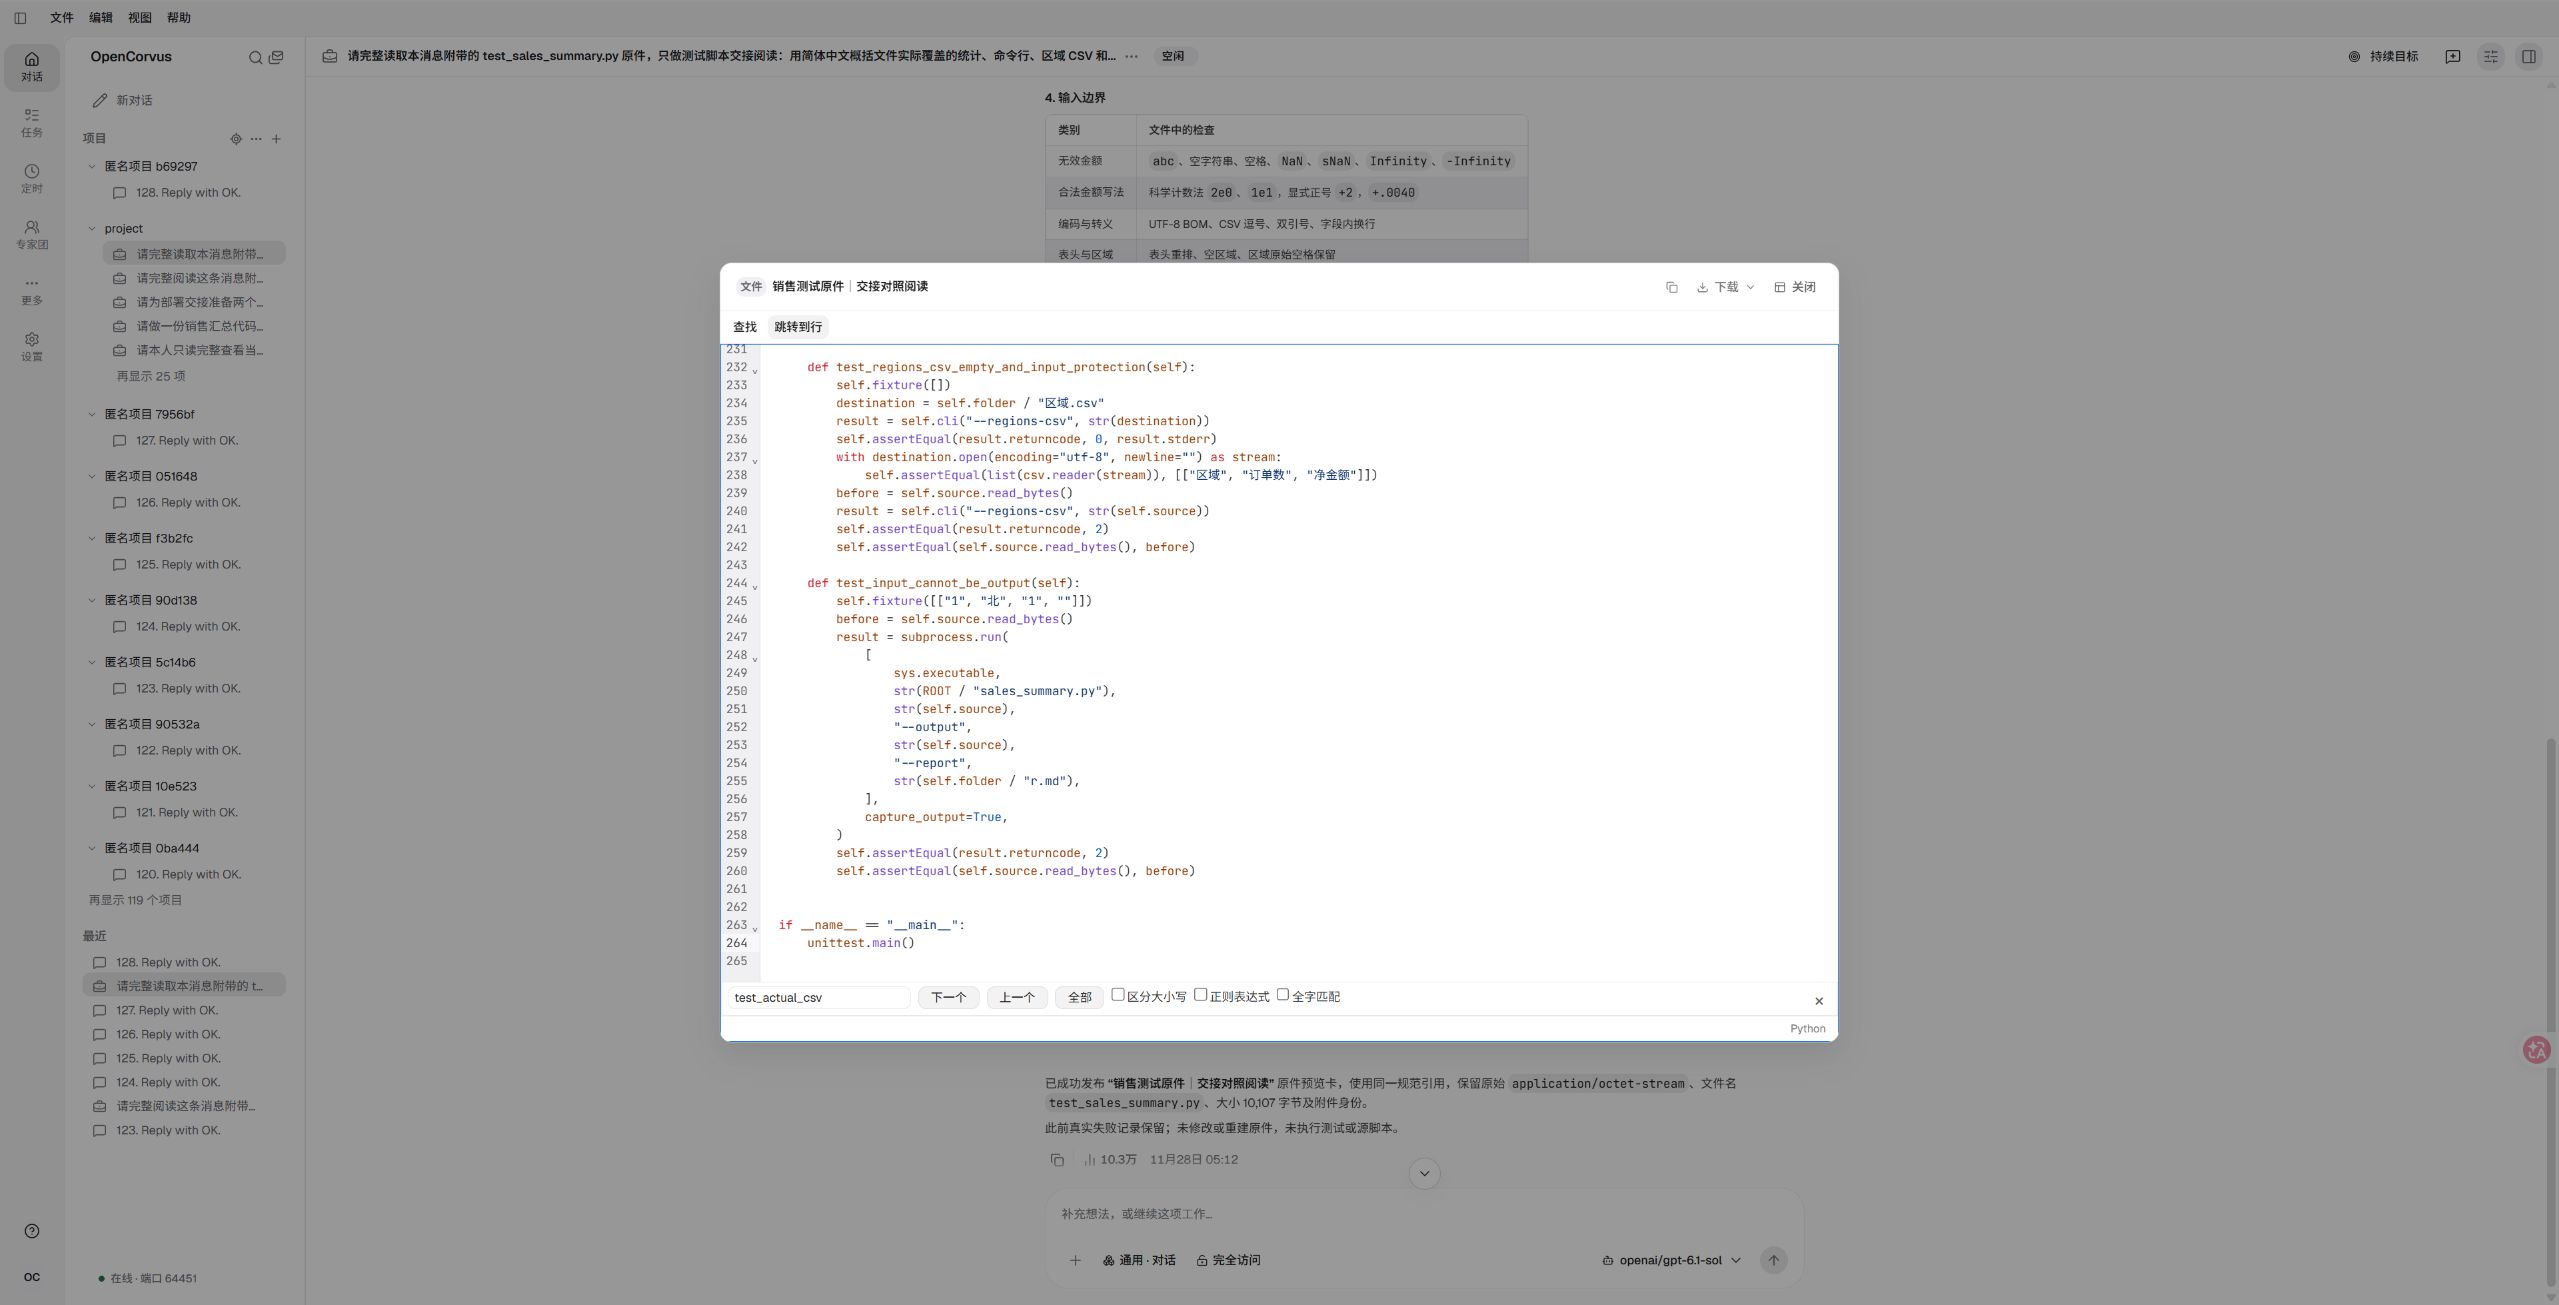 文件 编辑 视图 帮助
对话
任务
定时
专家团
更多
设置
OC
OpenCorvus
新对话
项目
匿名项目 b69297
128. Reply with OK.
project
请完整读取本消息附带...
请完整阅读这条消息附...
请为部署交接准备两个...
请做一份销售汇总代码...
请本人只读完整查看当...
再显示 25 项
匿名项目 7956bf
127. Reply with OK.
匿名项目 051648
126. Reply with OK.
匿名项目 f3b2fc
125. Reply with OK.
匿名项目 90d138
124. Reply with OK.
匿名项目 5c14b6
123. Reply with OK.
匿名项目 90532a
122. Reply with OK.
匿名项目 10e523
121. Reply with OK.
匿名项目 0ba444
120. Reply with OK.
再显示 119 个项目
最近
128. Reply with OK.
请完整读取本消息附带的 t...
127. Reply with OK.
126. Reply with OK.
125. Reply with OK.
124. Reply with OK.
请完整阅读这条消息附带...
123. Reply with OK.
在线 · 端口 64451
请完整读取本消息附带的 test_sales_summary.py 原件，只做测试脚本交接阅读：用简体中文概括文件实际覆盖的统计、命令行、区域 CSV 和... 空闲 持续目标
4. 输入边界
类别 文件中的检查
无效金额 abc、空字符串、空格、NaN、sNaN、Infinity、-Infinity
合法金额写法 科学计数法 2e0、1e1，显式正号 +2，+.0040
编码与转义 UTF-8 BOM、CSV 逗号、双引号、字段内换行
表头与区域 表头重排、空区域、区域原始空格保留
文件 销售测试原件｜交接对照阅读 下载 关闭
查找 跳转到行
231
232 def test_regions_csv_empty_and_input_protection(self):
233 self.fixture([])
234 destination = self.folder / "区域.csv"
235 result = self.cli("--regions-csv", str(destination))
236 self.assertEqual(result.returncode, 0, result.stderr)
237 with destination.open(encoding="utf-8", newline="") as stream:
238 self.assertEqual(list(csv.reader(stream)), [["区域", "订单数", "净金额"]])
239 before = self.source.read_bytes()
240 result = self.cli("--regions-csv", str(self.source))
241 self.assertEqual(result.returncode, 2)
242 self.assertEqual(self.source.read_bytes(), before)
243
244 def test_input_cannot_be_output(self):
245 self.fixture([["1", "北", "1", ""]])
246 before = self.source.read_bytes()
247 result = subprocess.run(
248 [
249 sys.executable,
250 str(ROOT / "sales_summary.py"),
251 str(self.source),
252 "--output",
253 str(self.source),
254 "--report",
255 str(self.folder / "r.md"),
256 ],
257 capture_output=True,
258 )
259 self.assertEqual(result.returncode, 2)
260 self.assertEqual(self.source.read_bytes(), before)
261
262
263 if __name__ == "__main__":
264 unittest.main()
265
test_actual_csv 下一个 上一个 全部 区分大小写 正则表达式 全字匹配 ×
Python
已成功发布 “销售测试原件｜交接对照阅读” 原件预览卡，使用同一规范引用，保留原始 application/octet-stream、文件名
test_sales_summary.py、大小 10,107 字节及附件身份。
此前真实失败记录保留；未修改或重建原件，未执行测试或源脚本。
10.3万 11月28日 05:12
补充想法，或继续这项工作...
通用 · 对话 完全访问 openai/gpt-6.1-sol